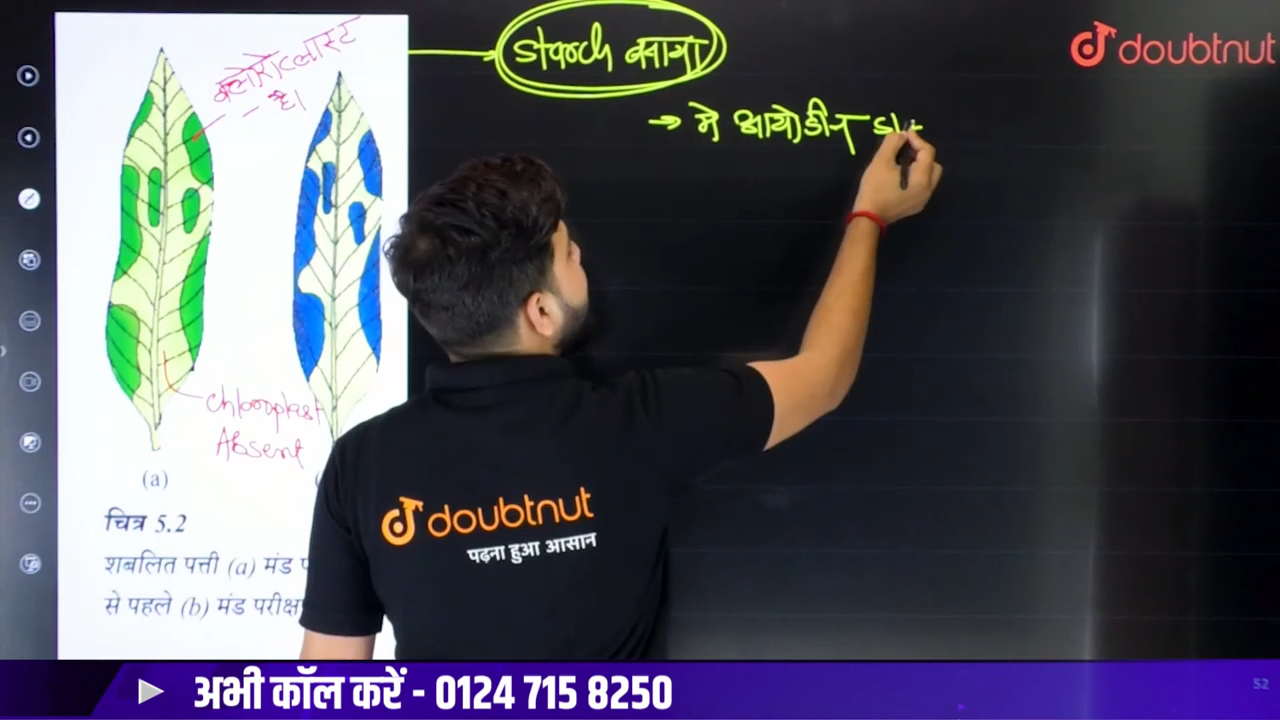 क्लोरोप्लास्ट
है।
Starch बनाया
→ मे आयोडीन
doubtnut
Chloroplast
Absent
(a)
चित्र 5.2
शबलित पत्ती (a) मंड
से पहले (b) मंड परीक्ष
doubtnut
पढ़ना हुआ आसान
अभी कॉल करें - 0124 715 8250
52